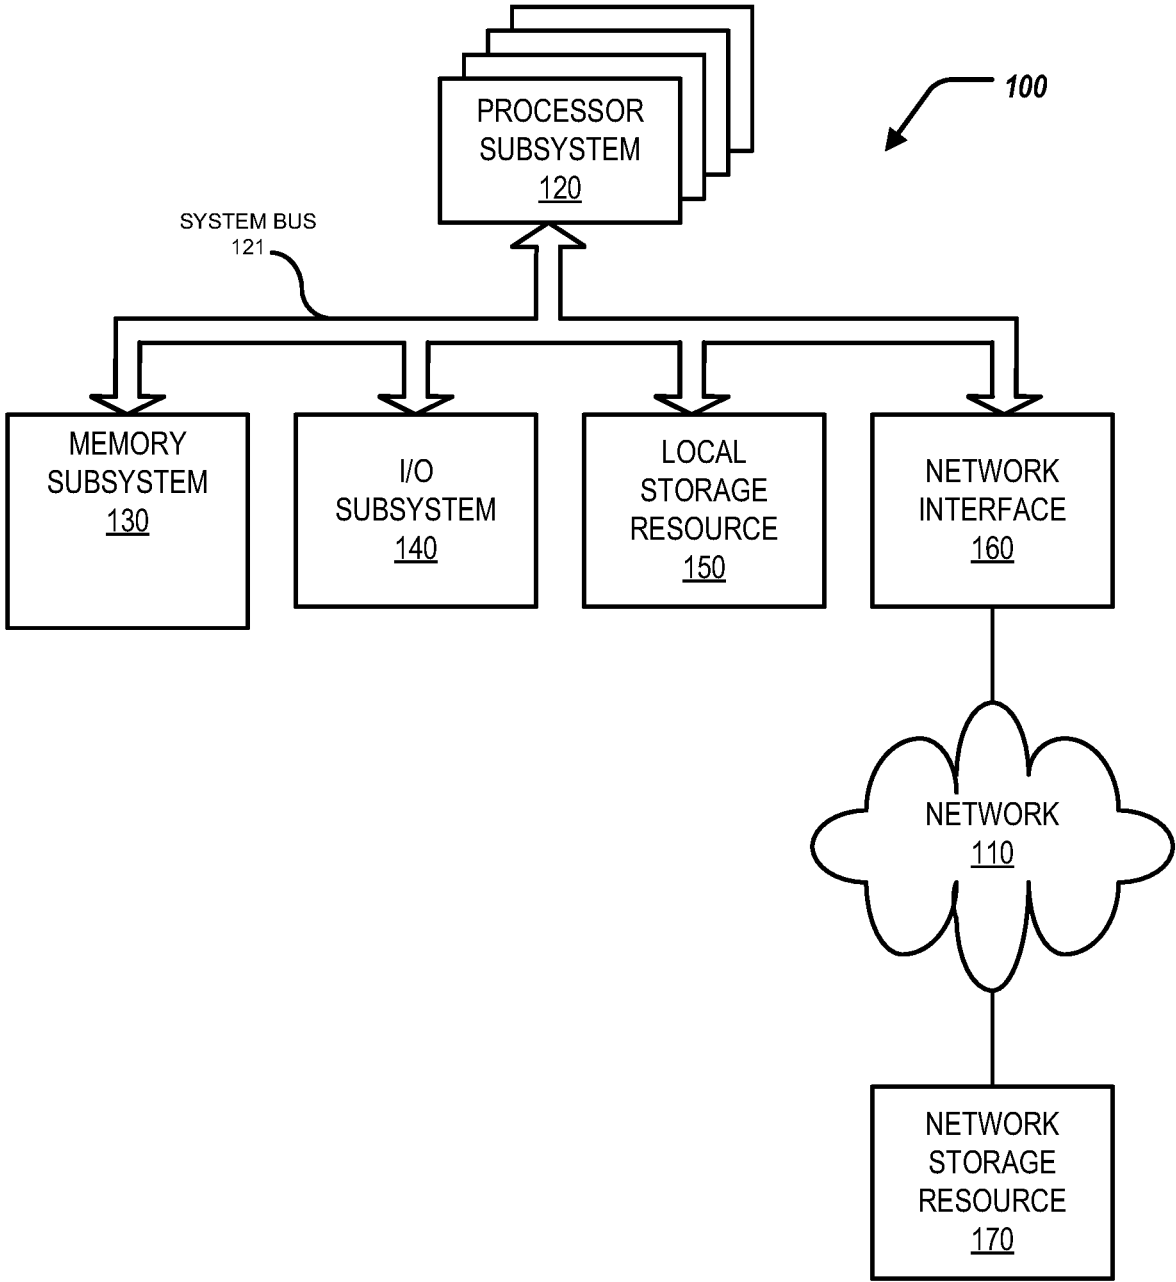 100
PROCESSOR
SUBSYSTEM
120
SYSTEM BUS
121
MEMORY
SUBSYSTEM
130
I/O
SUBSYSTEM
140
LOCAL
STORAGE
RESOURCE
150
NETWORK
INTERFACE
160
NETWORK
110
NETWORK
STORAGE
RESOURCE
170